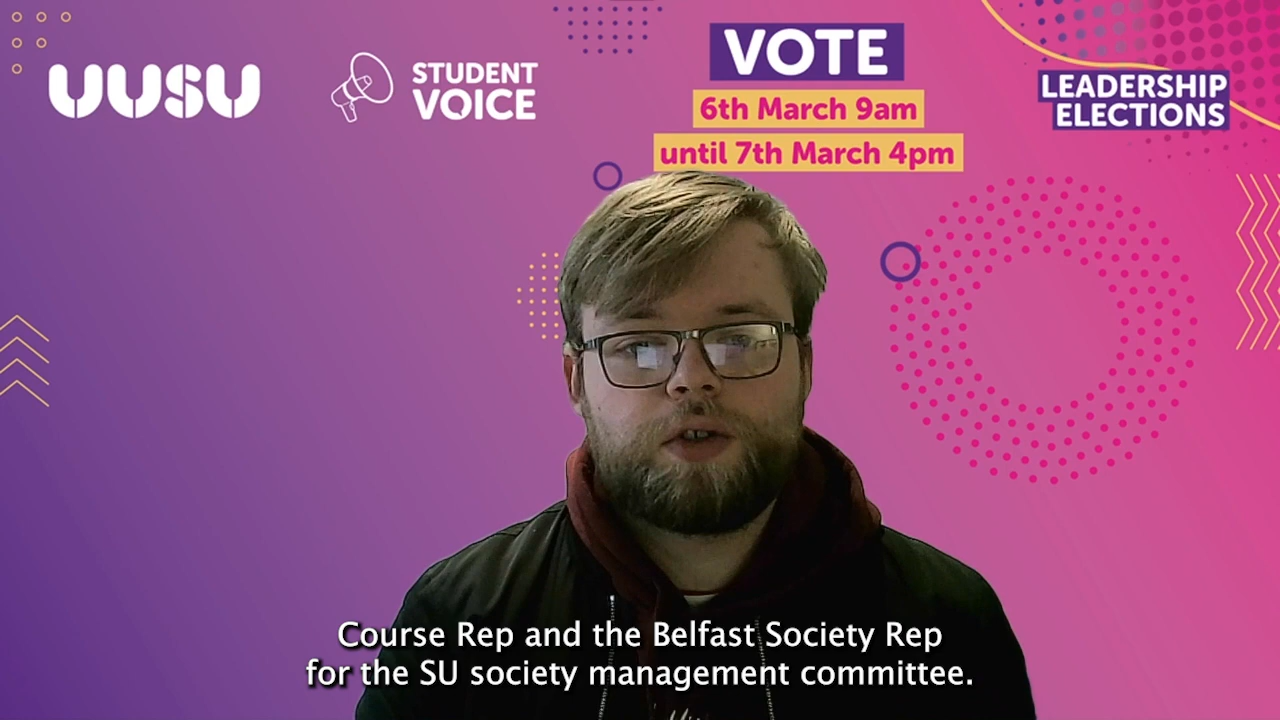 UUSU
STUDENT
VOICE
VOTE
6th March 9am
until 7th March 4pm
LEADERSHIP
ELECTIONS
Course Rep and the Belfast Society Rep
for the SU society management committee.